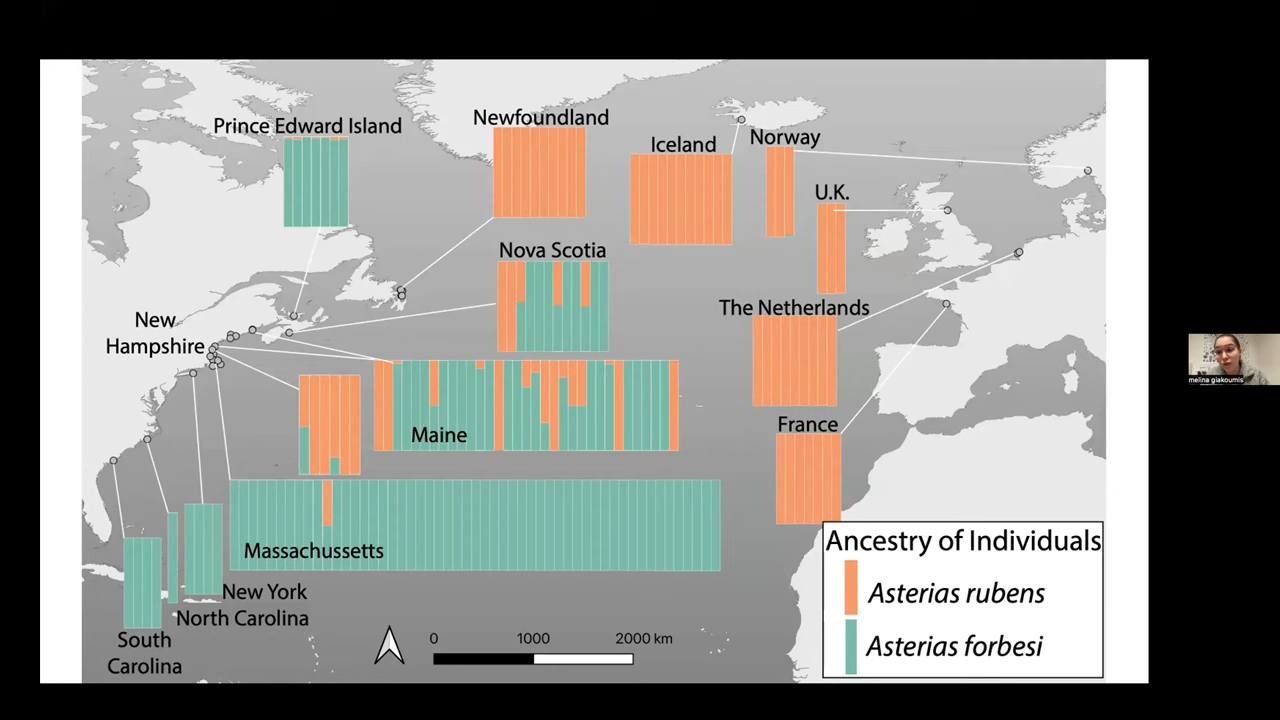 Prince Edward Island
Newfoundland
Iceland
Norway
U.K.
Nova Scotia
The Netherlands
New
Hampshire
France
Maine
Massachussetts
New York
North Carolina
South
Carolina
0 1000 2000 km
Ancestry of Individuals
Asterias rubens
Asterias forbesi
melina giakoumis